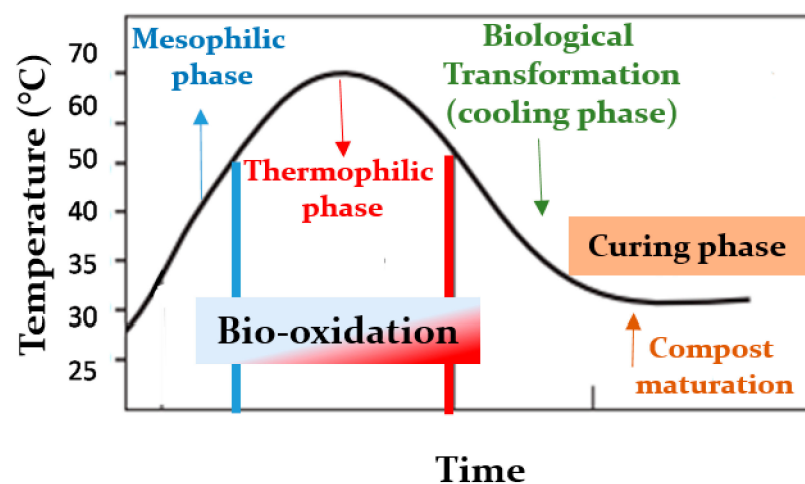 Mesophilic
phase
Biological
Transformation
(cooling phase)
Temperature (°C)
70
60
50
40
35
30
25
Thermophilic
phase
Curing phase
Bio-oxidation
Compost
maturation
Time